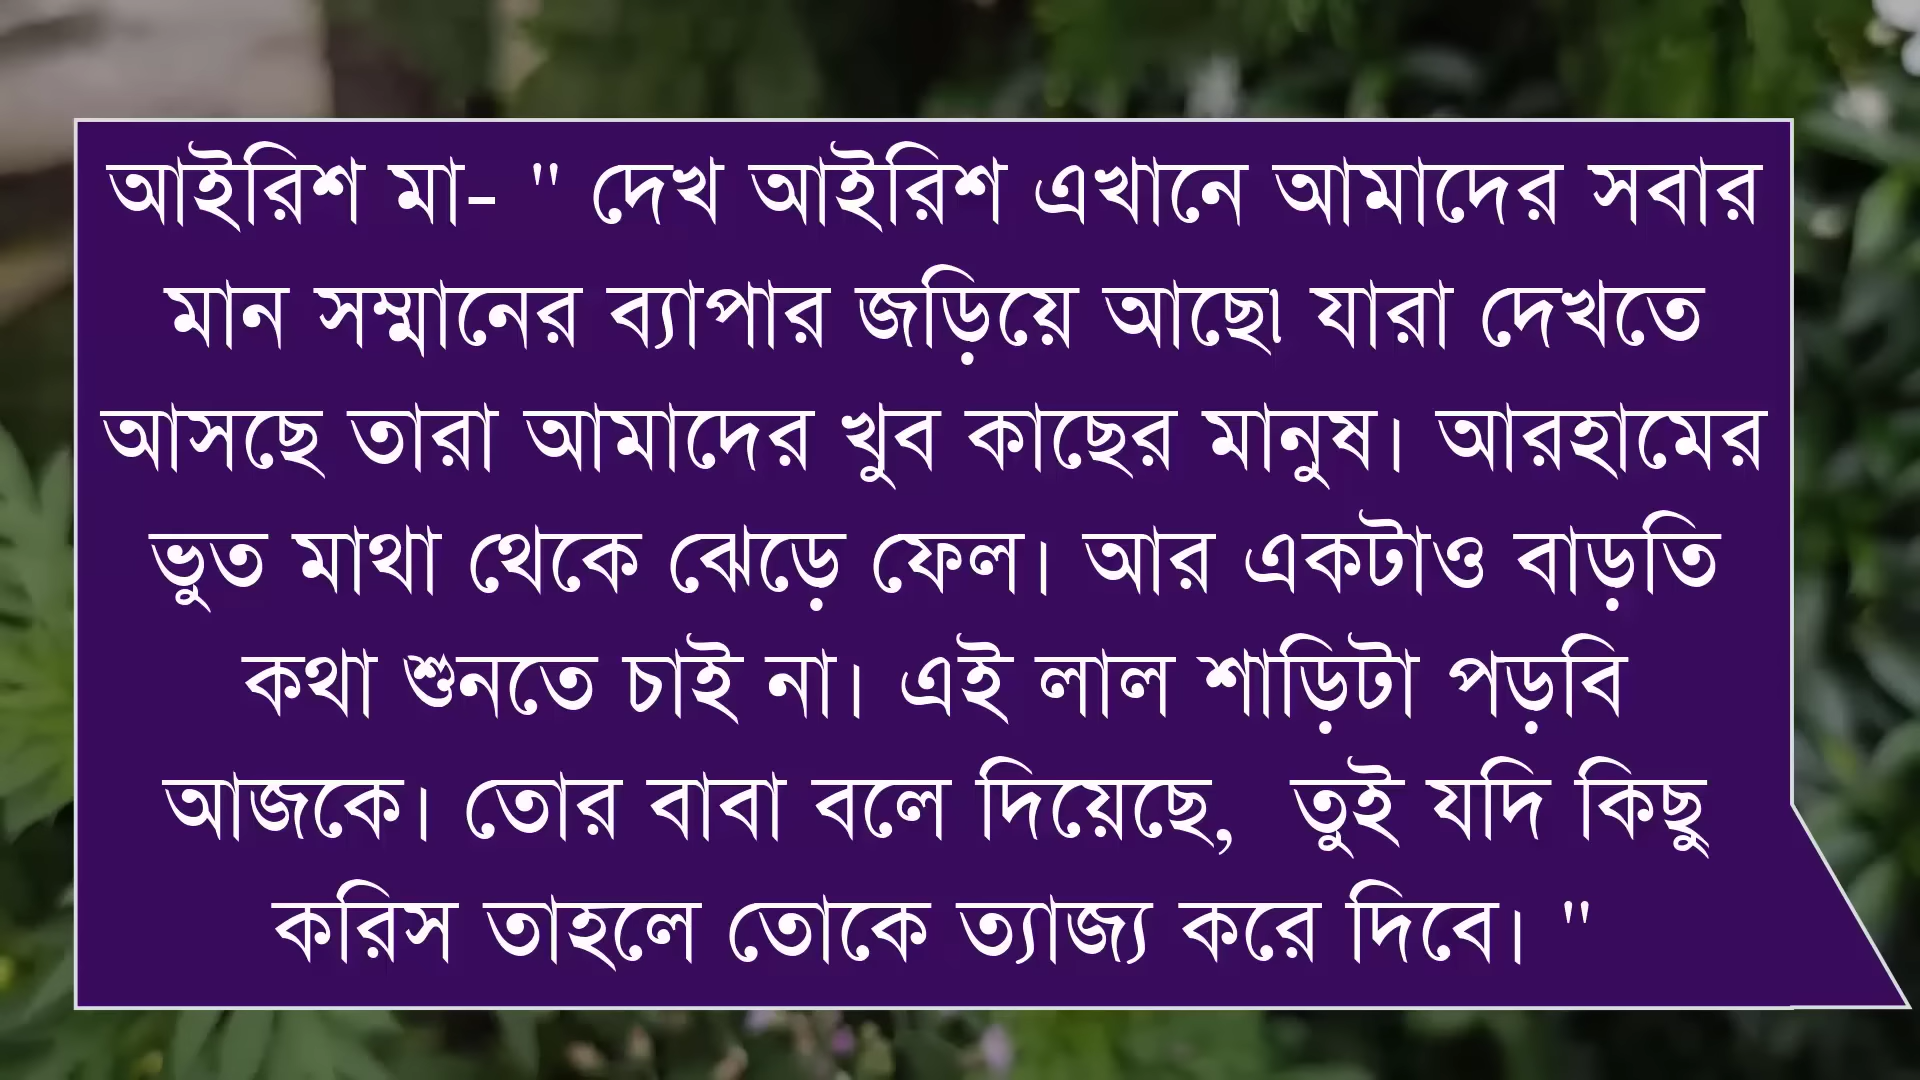 আইরিশ মা- " দেখ আইরিশ এখানে আমাদের সবার
মান সম্মানের ব্যাপার জড়িয়ে আছে৷ যারা দেখতে
আসছে তারা আমাদের খুব কাছের মানুষ। আরহামের
ভুত মাথা থেকে ঝেড়ে ফেল। আর একটাও বাড়তি
কথা শুনতে চাই না। এই লাল শাড়িটা পড়বি
আজকে। তোর বাবা বলে দিয়েছে,  তুই যদি কিছু
করিস তাহলে তোকে ত্যাজ্য করে দিবে। "